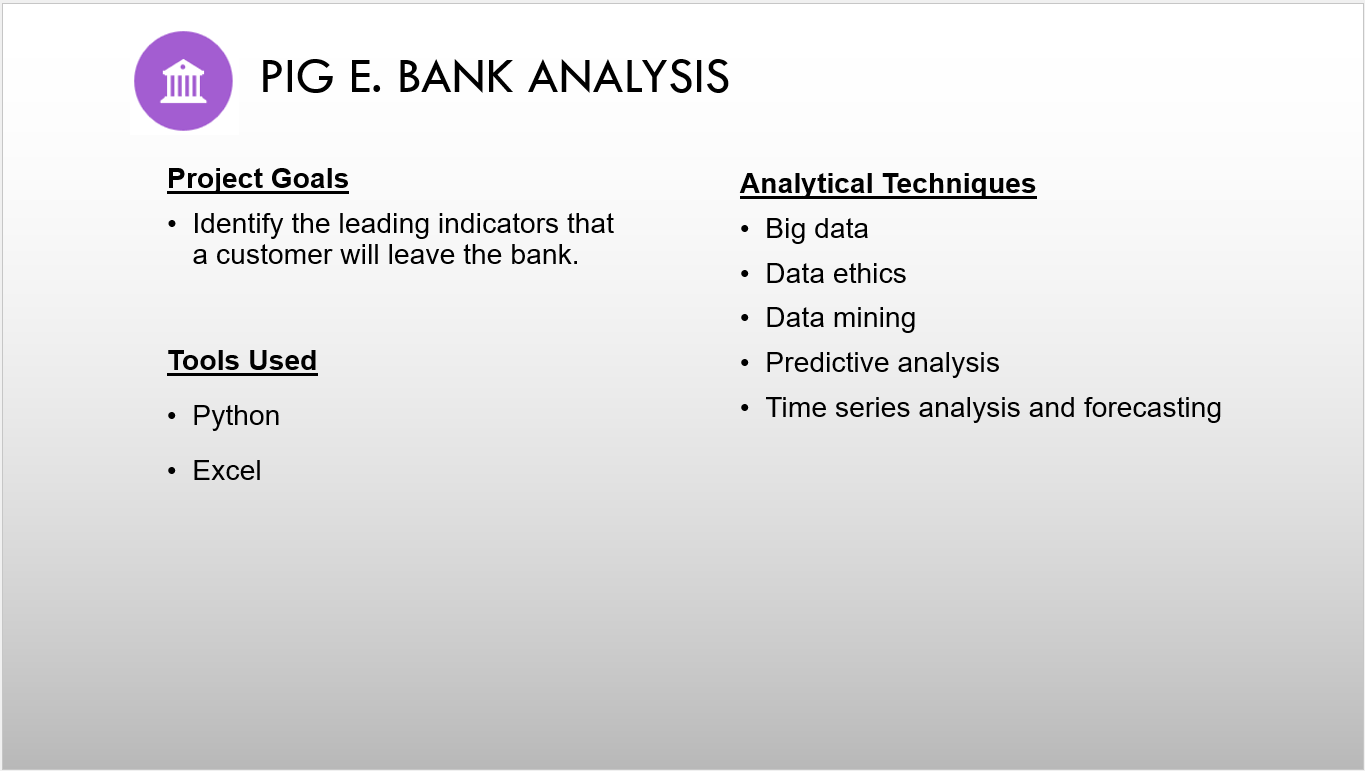 PIG E. BANK ANALYSIS
Project Goals
• Identify the leading indicators that
a customer will leave the bank.
Tools Used
• Python
• Excel
Analytical Techniques
• Big data
• Data ethics
• Data mining
• Predictive analysis
• Time series analysis and forecasting